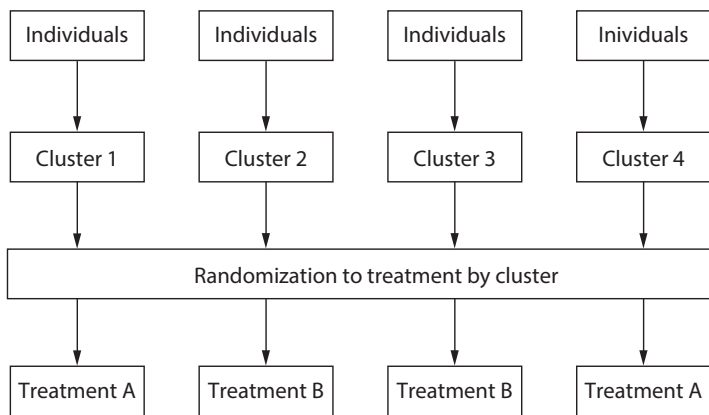 Individuals
Individuals
Individuals
Inividuals
Cluster 1
Cluster 2
Cluster 3
Cluster 4
Randomization to treatment by cluster
Treatment A
Treatment B
Treatment B
Treatment A